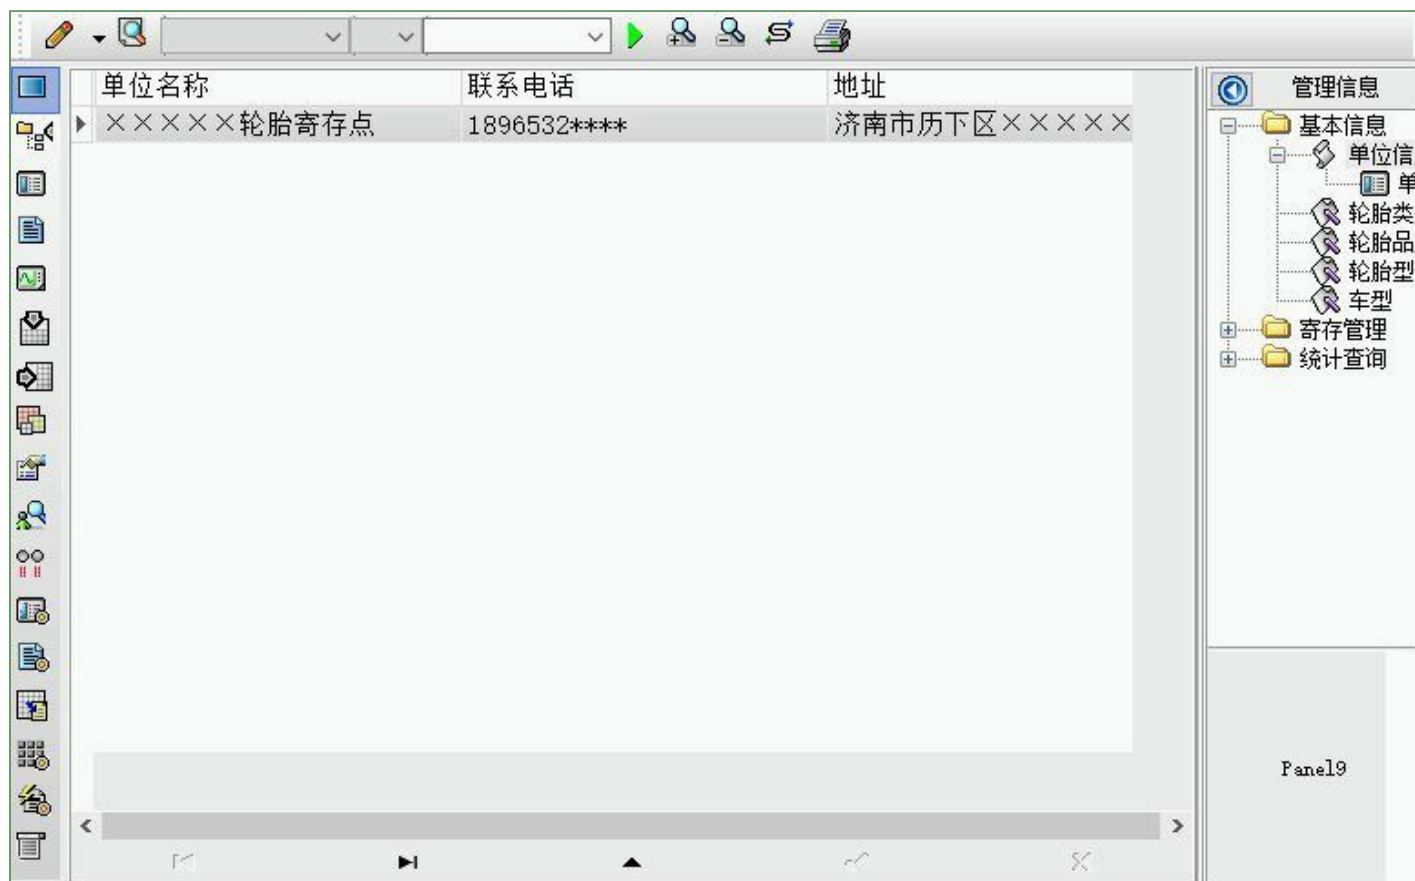 单位名称 联系电话 地址
×××××轮胎寄存点 1896532**** 济南市历下区×××××
管理信息
基本信息
单位信
单
轮胎类
轮胎品
轮胎型
车型
寄存管理
统计查询
Panel9